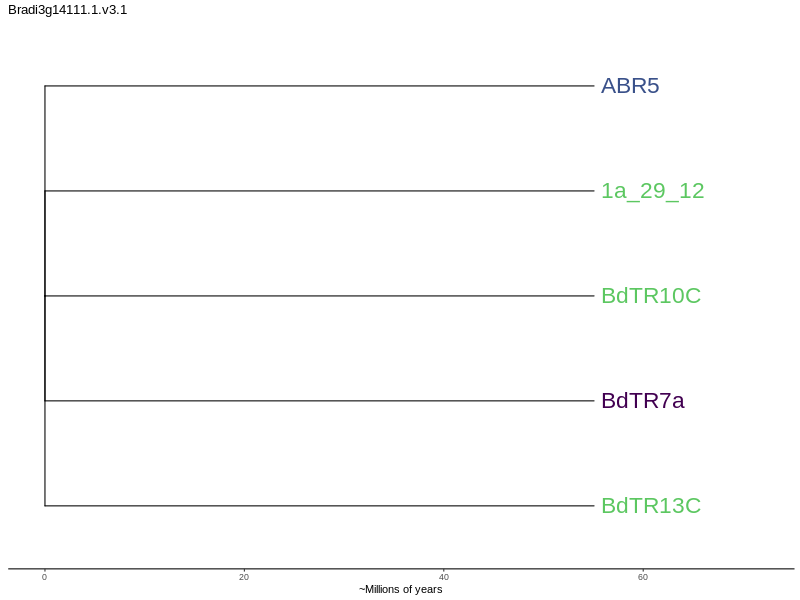 Bradi3g14111.1.v3.1
ABR5
1a_29_12
BdTR10C
BdTR7a
BdTR13C
0 20 40 60
~Millions of years